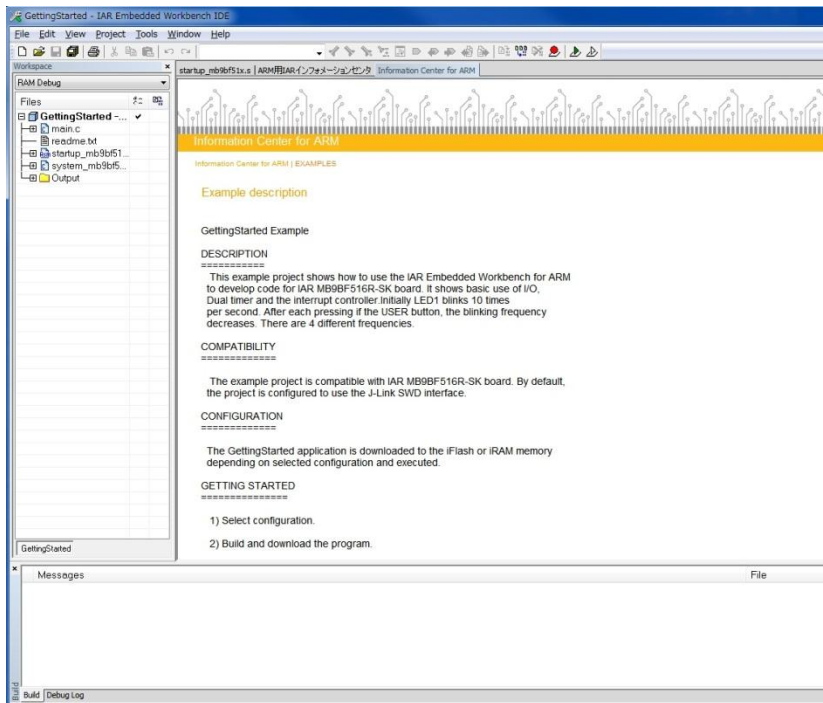 GettingStarted - IAR Embedded Workbench IDE
File Edit View Project Tools Window Help
Workspace
RAM Debug
Files
GettingStarted -...
main.c
readme.txt
startup_mb9bf51...
system_mb9bf5...
Output
GettingStarted
startup_mb9bf51x.s | ARM用IARインフォメーションセンタ | Information Center for ARM
Information Center for ARM
Information Center for ARM | EXAMPLES
Example description
GettingStarted Example
DESCRIPTION
===========
This example project shows how to use the IAR Embedded Workbench for ARM
to develop code for IAR MB9BF516R-SK board. It shows basic use of I/O,
Dual timer and the interrupt controller.Initially LED1 blinks 10 times
per second. After each pressing if the USER button, the blinking frequency
decreases. There are 4 different frequencies.
COMPATIBILITY
=============
The example project is compatible with IAR MB9BF516R-SK board. By default,
the project is configured to use the J-Link SWD interface.
CONFIGURATION
=============
The GettingStarted application is downloaded to the iFlash or iRAM memory
depending on selected configuration and executed.
GETTING STARTED
===============
1) Select configuration.
2) Build and download the program.
Messages File
Build
Build Debug Log